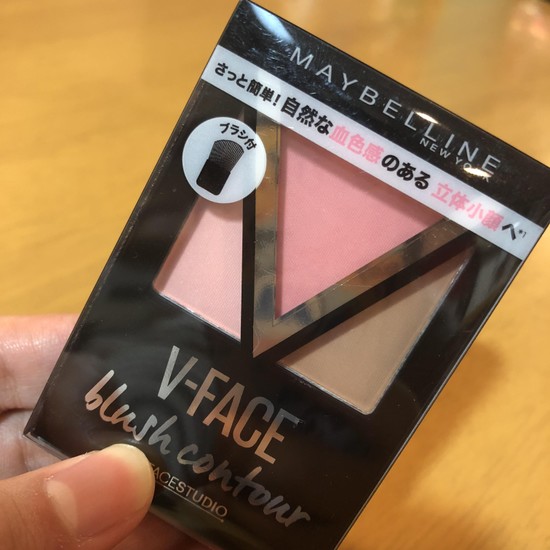 MAYBELLINE
NEW YORK
さっと簡単!自然な血色感のある立体小顔へ*1
ブラシ付
V-FACE
blush contour
FACESTUDIO